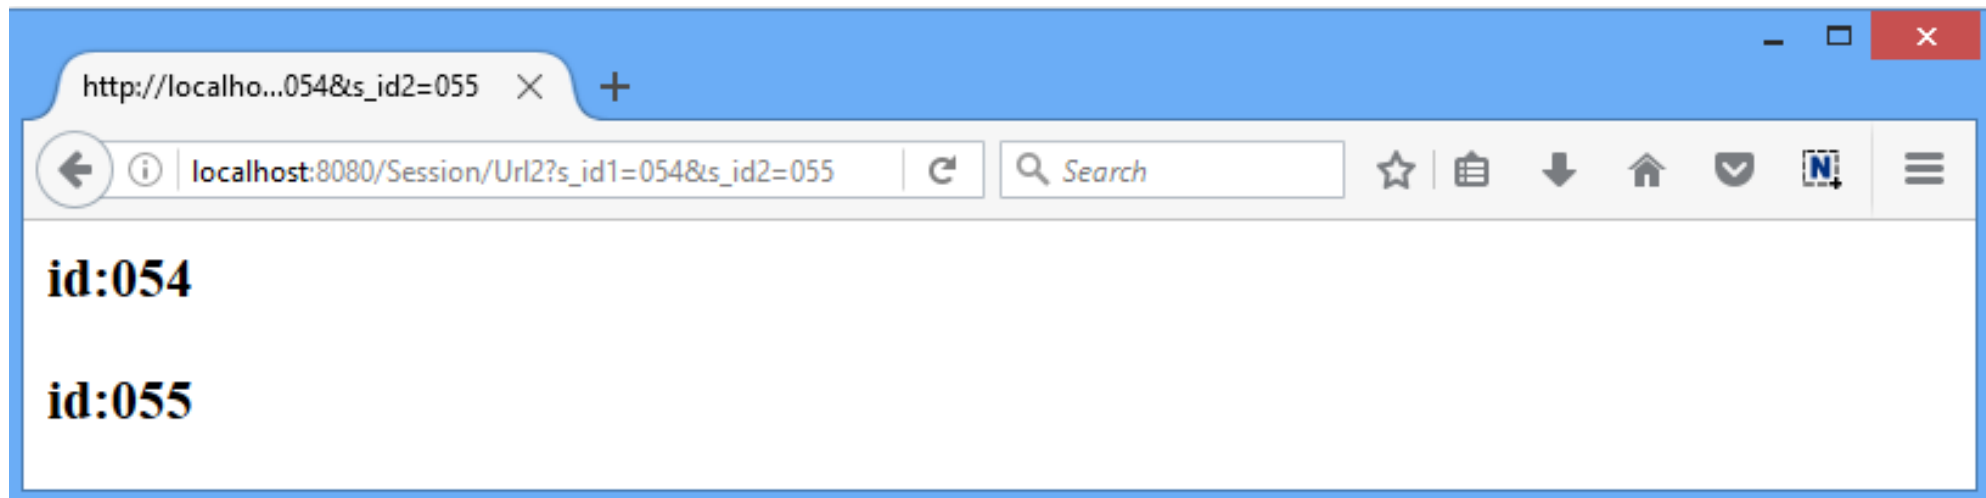 http://localho...054&s_id2=055
localhost:8080/Session/Url2?s_id1=054&s_id2=055
Search
N
id:054
id:055